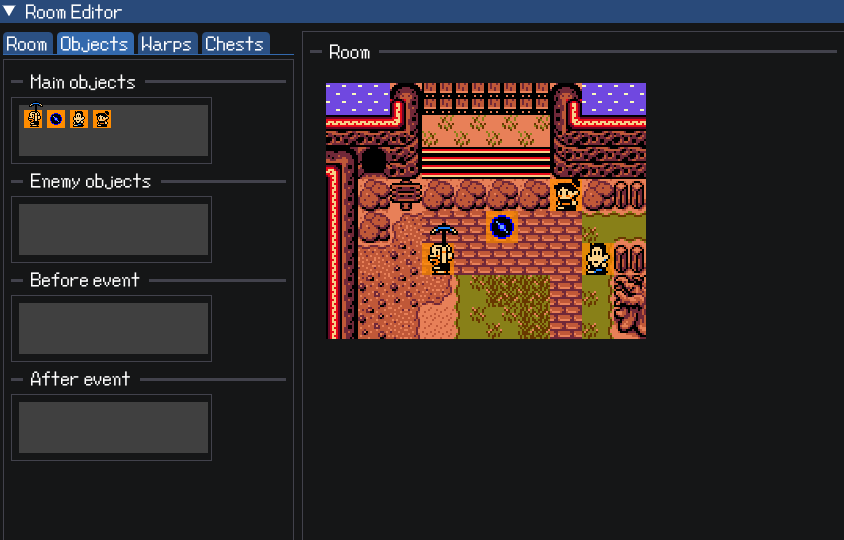 Room Editor
Room Objects Warps Chests
Main objects
Enemy objects
Before event
After event
Room